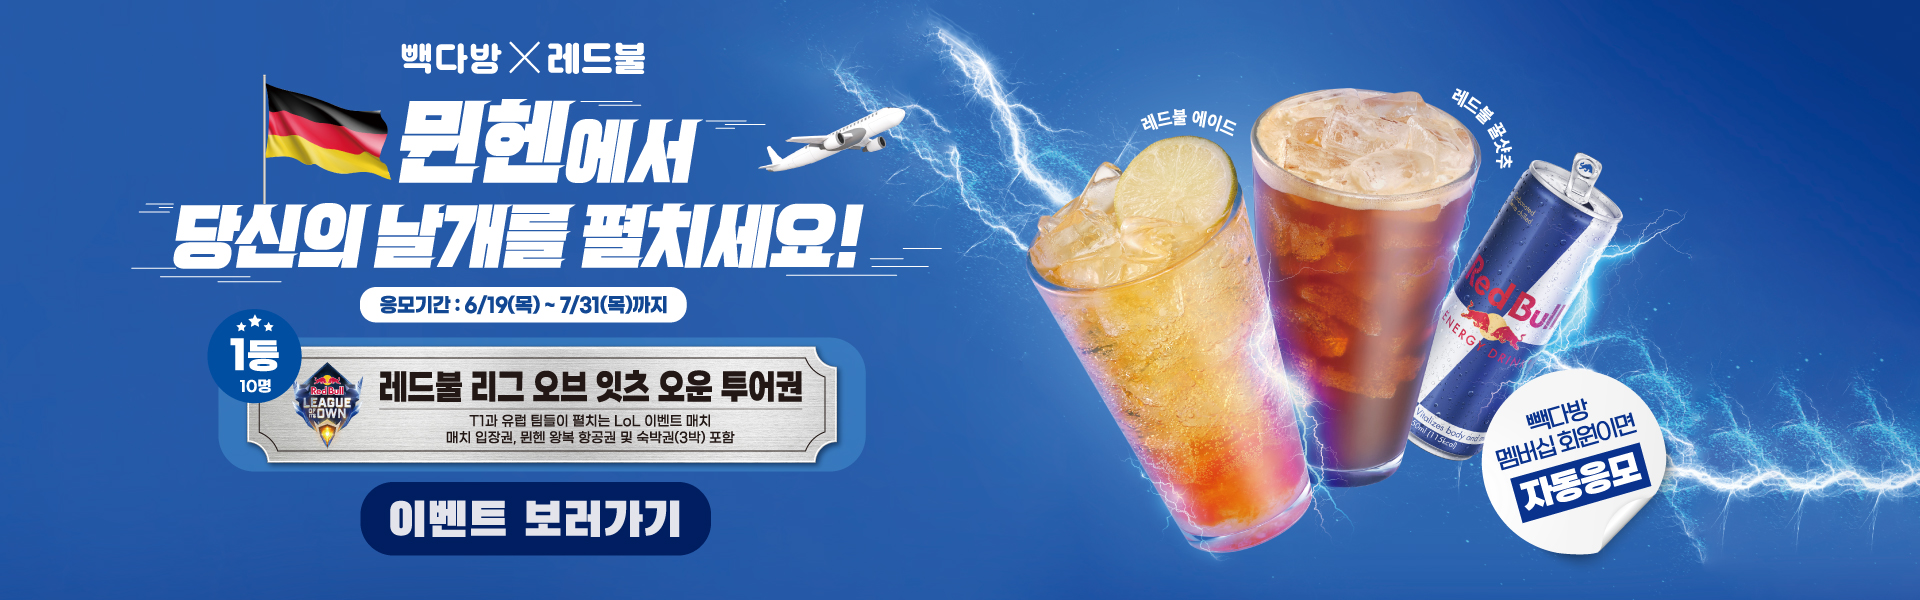 빽다방 X 레드불
뮌헨에서
당신의 날개를 펼치세요!
응모기간 : 6/19(목) ~ 7/31(목)까지
1등
10명
Red Bull
LEAGUE
OF ITS
OWN
레드불 리그 오브 잇츠 오운 투어권
T1과 유럽 팀들이 펼치는 LoL 이벤트 매치
매치 입장권, 뮌헨 왕복 항공권 및 숙박권(3박) 포함
이벤트 보러가기
레드불 에이드
레드불 꿀샷추
Red Bull
ENERGY DRINK
Vitalizes body and
50ml (115kcal)
빽다방
멤버십 회원이면
자동응모